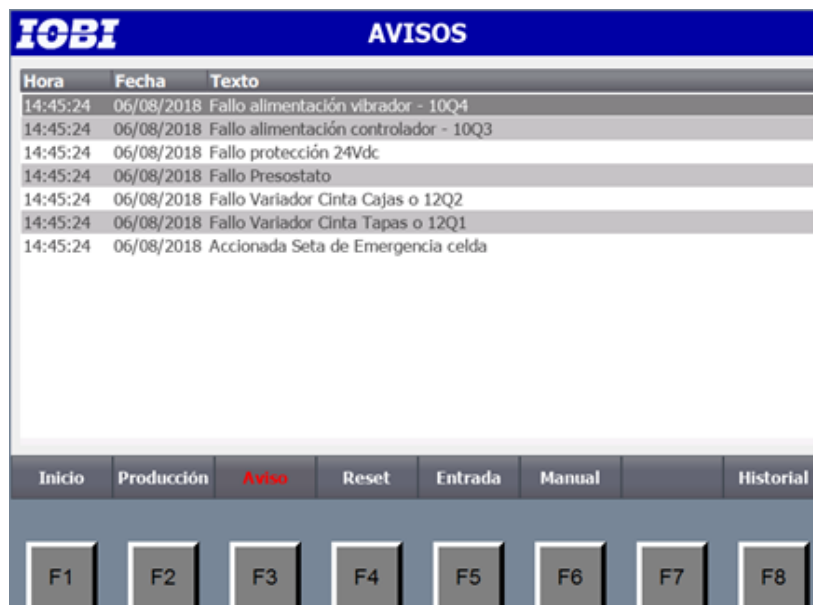 IOBI AVISOS
Hora Fecha Texto
14:45:24 06/08/2018 Fallo alimentación vibrador - 10Q4
14:45:24 06/08/2018 Fallo alimentación controlador - 10Q3
14:45:24 06/08/2018 Fallo protección 24Vdc
14:45:24 06/08/2018 Fallo Presostato
14:45:24 06/08/2018 Fallo Variador Cinta Cajas o 12Q2
14:45:24 06/08/2018 Fallo Variador Cinta Tapas o 12Q1
14:45:24 06/08/2018 Accionada Seta de Emergencia celda
Inicio Producción Aviso Reset Entrada Manual Historial
F1 F2 F3 F4 F5 F6 F7 F8